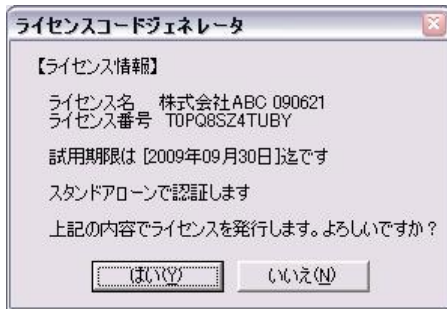 ライセンスコードジェネレータ
【ライセンス情報】
ライセンス名　株式会社ABC 090621
ライセンス番号　T0PQ8SZ4TUBY
試用期限は [2009年09月30日]迄です
スタンドアローンで認証します
上記の内容でライセンスを発行します。よろしいですか？
はい(Y)　いいえ(N)